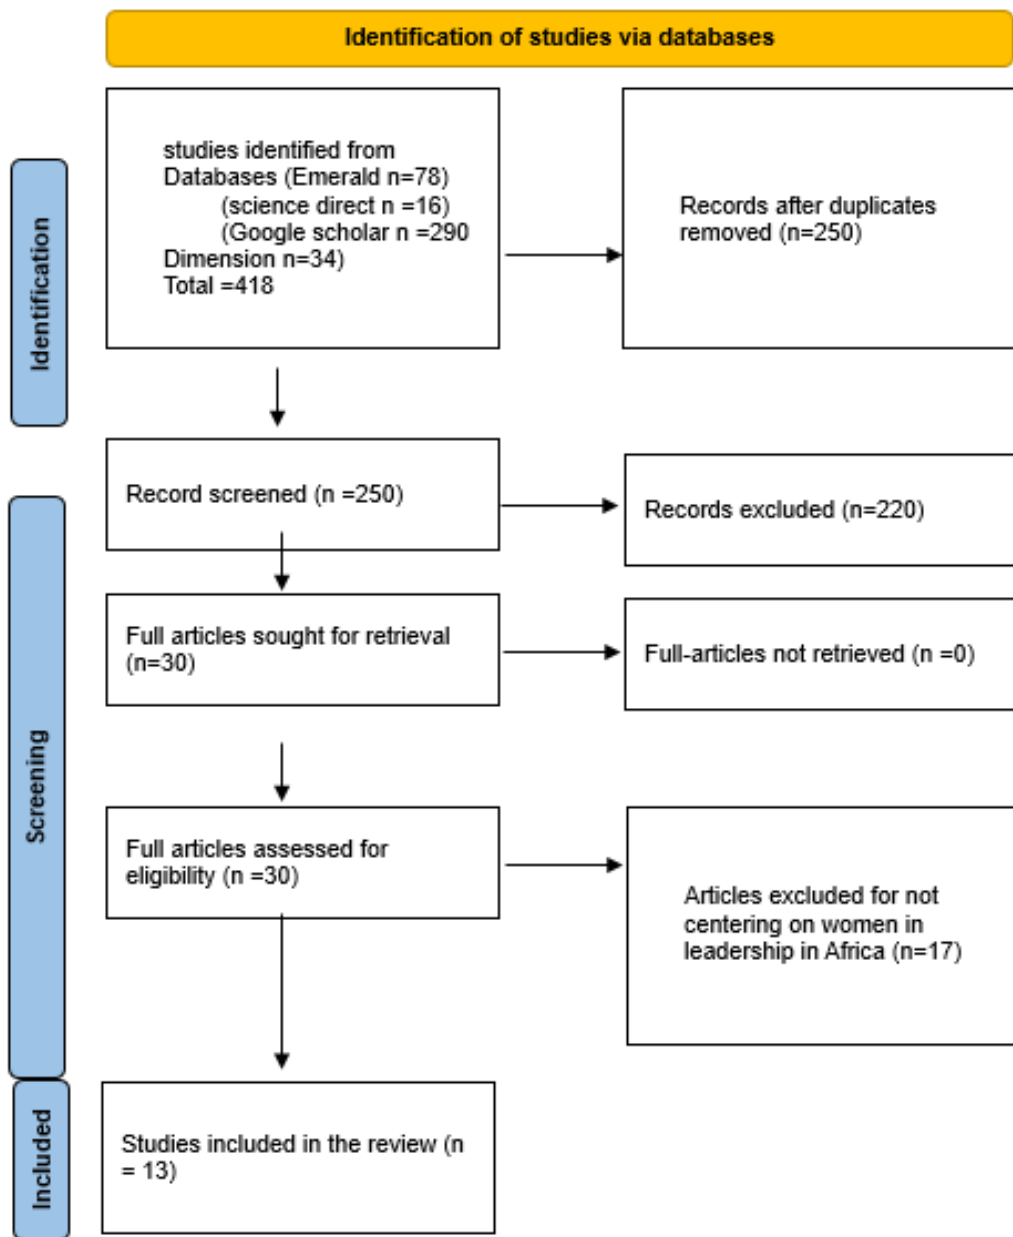 Identification of studies via databases
Identification
studies identified from
Databases (Emerald n=78)
(science direct n =16)
(Google scholar n =290
Dimension n=34)
Total =418
Records after duplicates
removed (n=250)
Screening
Record screened (n =250)
Records excluded (n=220)
Full articles sought for retrieval
(n=30)
Full-articles not retrieved (n =0)
Full articles assessed for
eligibility (n =30)
Articles excluded for not
centering on women in
leadership in Africa (n=17)
Included
Studies included in the review (n
= 13)